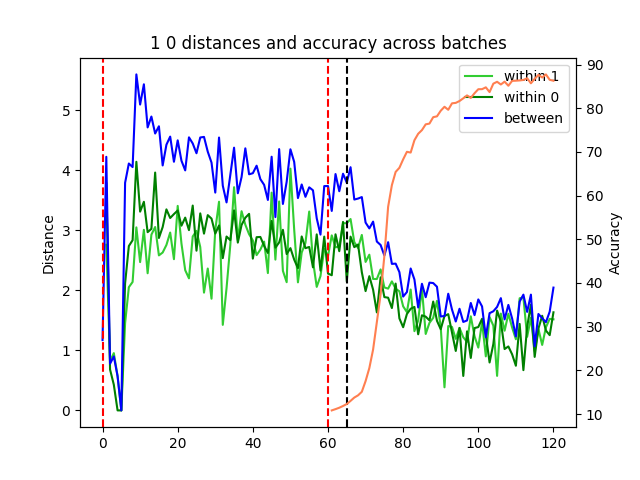 1 0 distances and accuracy across batches
within 1
within 0
between
Distance
Accuracy
5
4
3
2
1
0
90
80
70
60
50
40
30
20
10
0 20 40 60 80 100 120